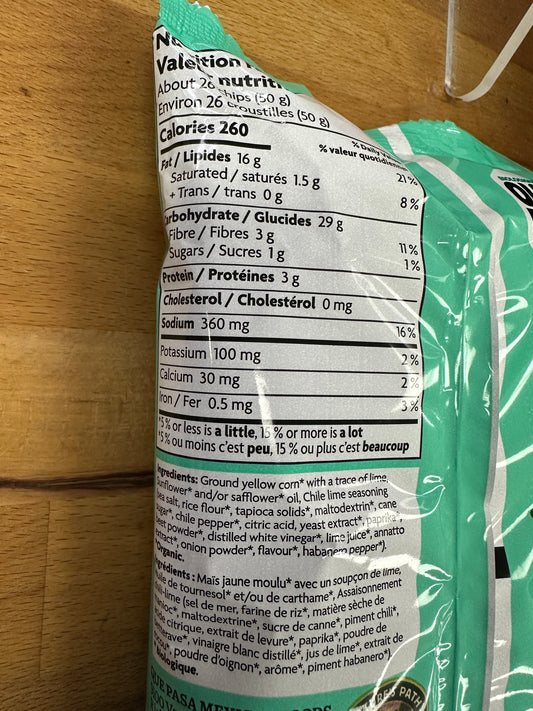 Valeur nutriti
About 26 chips (50 g)
Environ 26 croustilles (50 g)
Calories 260
% Daily
% valeur quotidienne
Fat / Lipides 16 g 21 %
Saturated / saturés 1.5 g
+ Trans / trans 0 g 8 %
arbohydrate / Glucides 29 g
Fibre / Fibres 3 g 11 %
Sugars / Sucres 1 g 1 %
Protein / Protéines 3 g
Cholesterol / Cholestérol 0 mg
Sodium 360 mg 16 %
Potassium 100 mg 2 %
Calcium 30 mg 2 %
Iron / Fer 0.5 mg 3 %
*5 % or less is a little, 15 % or more is a lot
*5 % ou moins c'est peu, 15 % ou plus c'est beaucoup
Ingredients: Ground yellow corn* with a trace of lime,
sunflower* and/or safflower* oil, Chile lime seasoning
(sea salt, rice flour*, tapioca solids*, maltodextrin*, cane
sugar*, chile pepper*, citric acid, yeast extract*, paprika*,
beet powder*, distilled white vinegar*, lime juice*, annatto
extract*, onion powder*, flavour*, habanero pepper*).
*Organic.
Ingrédients : Maïs jaune moulu* avec un soupçon de lime,
huile de tournesol* et/ou de carthame*, Assaisonnement
chili-lime (sel de mer, farine de riz*, matière sèche de
manioc*, maltodextrine*, sucre de canne*, piment chili*,
acide citrique, extrait de levure*, paprika*, poudre de
betterave*, vinaigre blanc distillé*, jus de lime*, extrait de
rocou*, poudre d'oignon*, arôme*, piment habanero*).
*Biologique.
QUE PASA MEXICAN FOODS